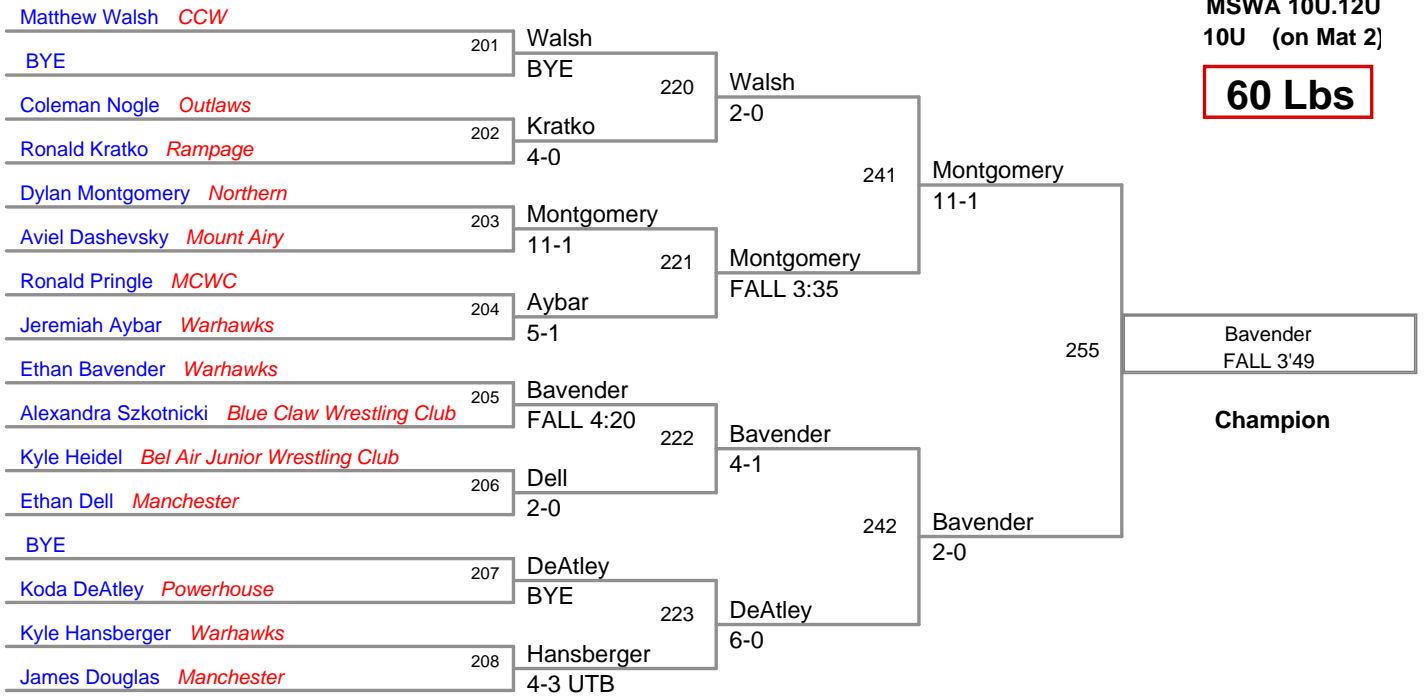 MSWA 10U.12U
10U (on Mat 2)
60 Lbs
Matthew Walsh CCW
BYE
Coleman Nogle Outlaws
Ronald Kratko Rampage
Dylan Montgomery Northern
Aviel Dashevsky Mount Airy
Ronald Pringle MCWC
Jeremiah Aybar Warhawks
Ethan Bavender Warhawks
Alexandra Szkotnicki Blue Claw Wrestling Club
Kyle Heidel Bel Air Junior Wrestling Club
Ethan Dell Manchester
BYE
Koda DeAtley Powerhouse
Kyle Hansberger Warhawks
James Douglas Manchester
201
Walsh
BYE
202
Kratko
4-0
203
Montgomery
11-1
204
Aybar
5-1
205
Bavender
FALL 4:20
206
Dell
2-0
207
DeAtley
BYE
208
Hansberger
4-3 UTB
220
Walsh
2-0
221
Montgomery
FALL 3:35
222
Bavender
4-1
223
DeAtley
6-0
241
Montgomery
11-1
242
Bavender
2-0
255
Bavender
FALL 3'49
Champion